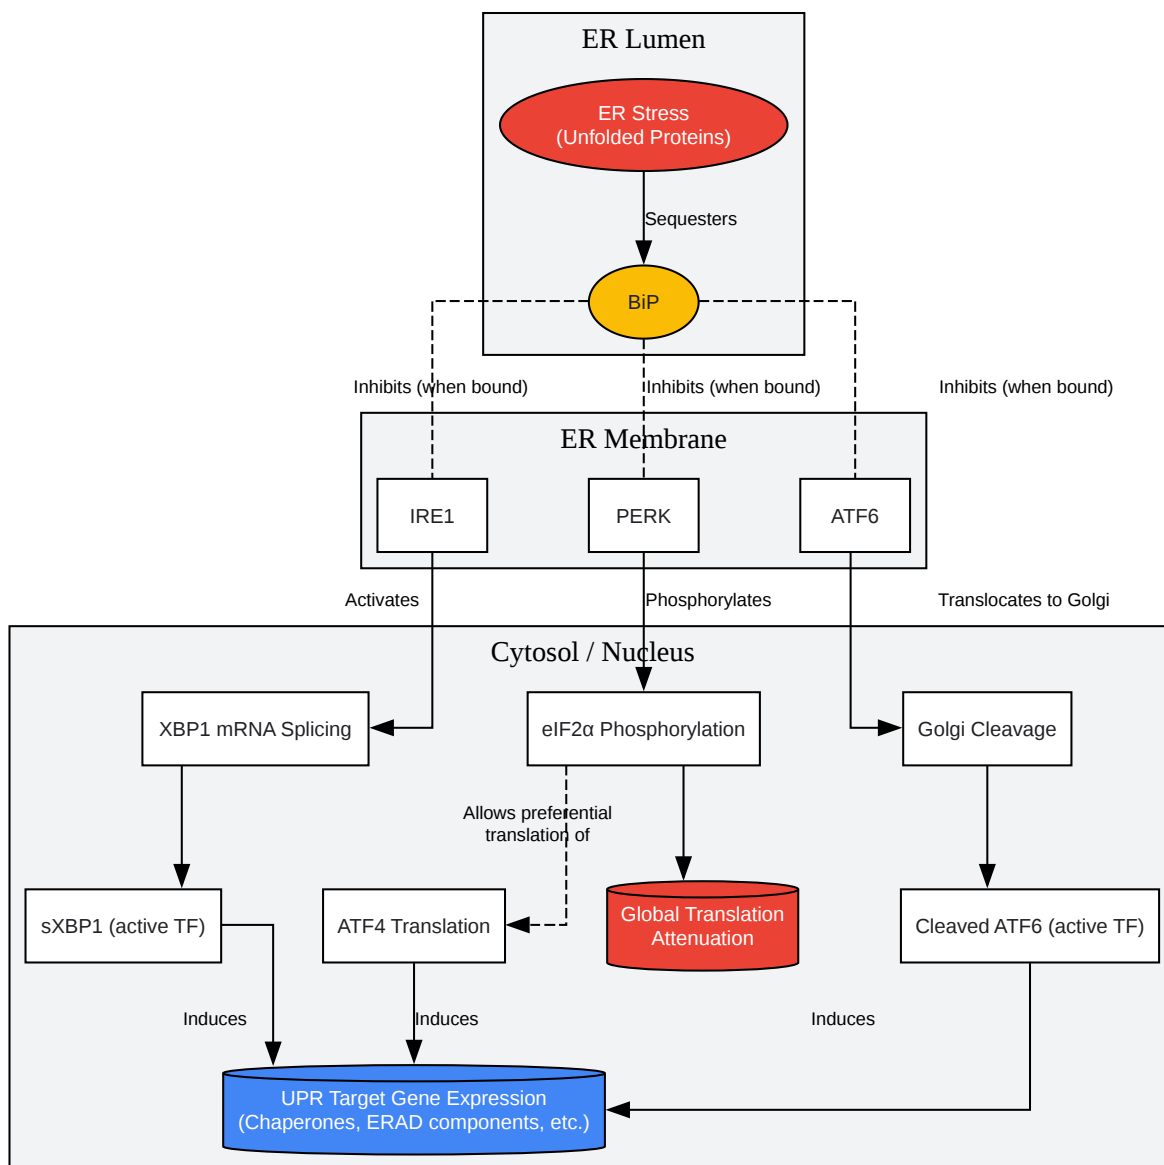 ER Lumen
ER Stress
(Unfolded Proteins)
Sequesters
BiP
Inhibits (when bound)
Inhibits (when bound)
Inhibits (when bound)
ER Membrane
IRE1
PERK
ATF6
Activates
Phosphorylates
Translocates to Golgi
Cytosol / Nucleus
XBP1 mRNA Splicing
eIF2α Phosphorylation
Golgi Cleavage
Allows preferential
translation of
sXBP1 (active TF)
ATF4 Translation
Global Translation
Attenuation
Cleaved ATF6 (active TF)
Induces
Induces
Induces
UPR Target Gene Expression
(Chaperones, ERAD components, etc.)